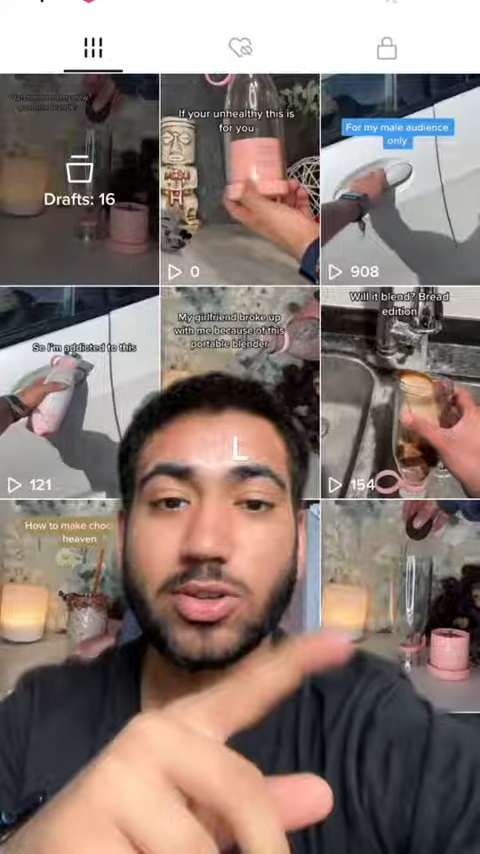 Drafts: 16
If your unhealthy this is
for you
0
For my male audience
only
908
So I'm addicted to this
121
My girlfriend broke up
with me because of this
portable blender
Will it blend? Bread
edition
154
How to make choc
heaven
L